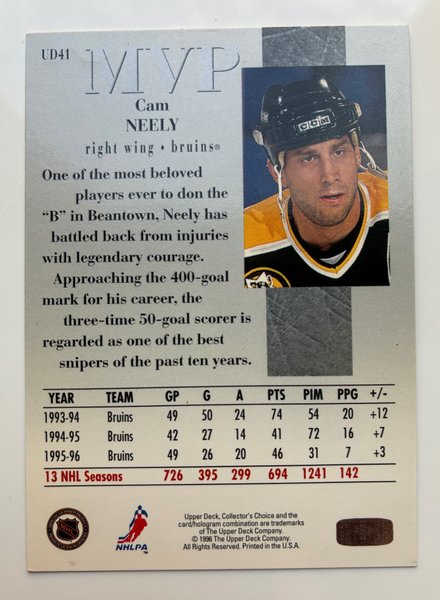 UD41
MVP
Cam
NEELY
right wing • bruins®
CCM
One of the most beloved
players ever to don the
“B” in Beantown, Neely has
battled back from injuries
with legendary courage.
Approaching the 400-goal
mark for his career, the
three-time 50-goal scorer is
regarded as one of the best
snipers of the past ten years.
YEAR TEAM GP G A PTS PIM PPG +/-
1993-94 Bruins 49 50 24 74 54 20 +12
1994-95 Bruins 42 27 14 41 72 16 +7
1995-96 Bruins 49 26 20 46 31 7 +3
13 NHL Seasons 726 395 299 694 1241 142
NHL
NHLPA
™
Upper Deck, Collector's Choice and the
card/hologram combination are trademarks
of The Upper Deck Company.
© 1996 The Upper Deck Company.
All Rights Reserved. Printed in the U.S.A.